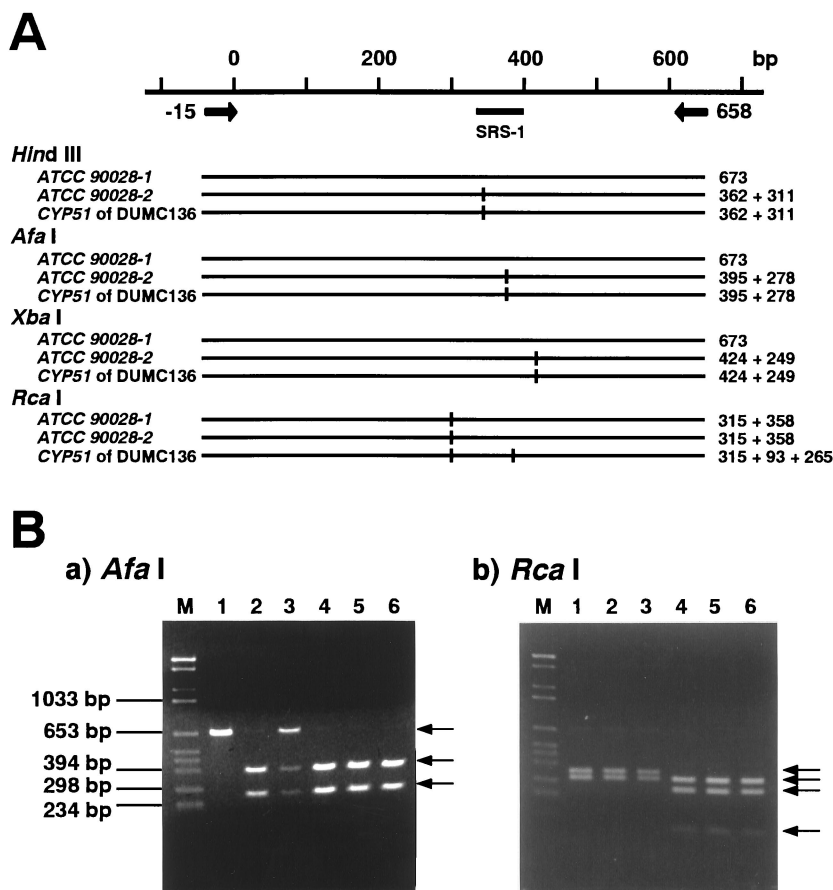 A
0 200 400 600 bp
-15 SRS-1 658
Hind III
ATCC 90028-1 673
ATCC 90028-2 362 + 311
CYP51 of DUMC136 362 + 311
Afa I
ATCC 90028-1 673
ATCC 90028-2 395 + 278
CYP51 of DUMC136 395 + 278
Xba I
ATCC 90028-1 673
ATCC 90028-2 424 + 249
CYP51 of DUMC136 424 + 249
Rca I
ATCC 90028-1 315 + 358
ATCC 90028-2 315 + 358
CYP51 of DUMC136 315 + 93 + 265
B
a) Afa I b) Rca I
M 1 2 3 4 5 6 M 1 2 3 4 5 6
1033 bp
653 bp
394 bp
298 bp
234 bp